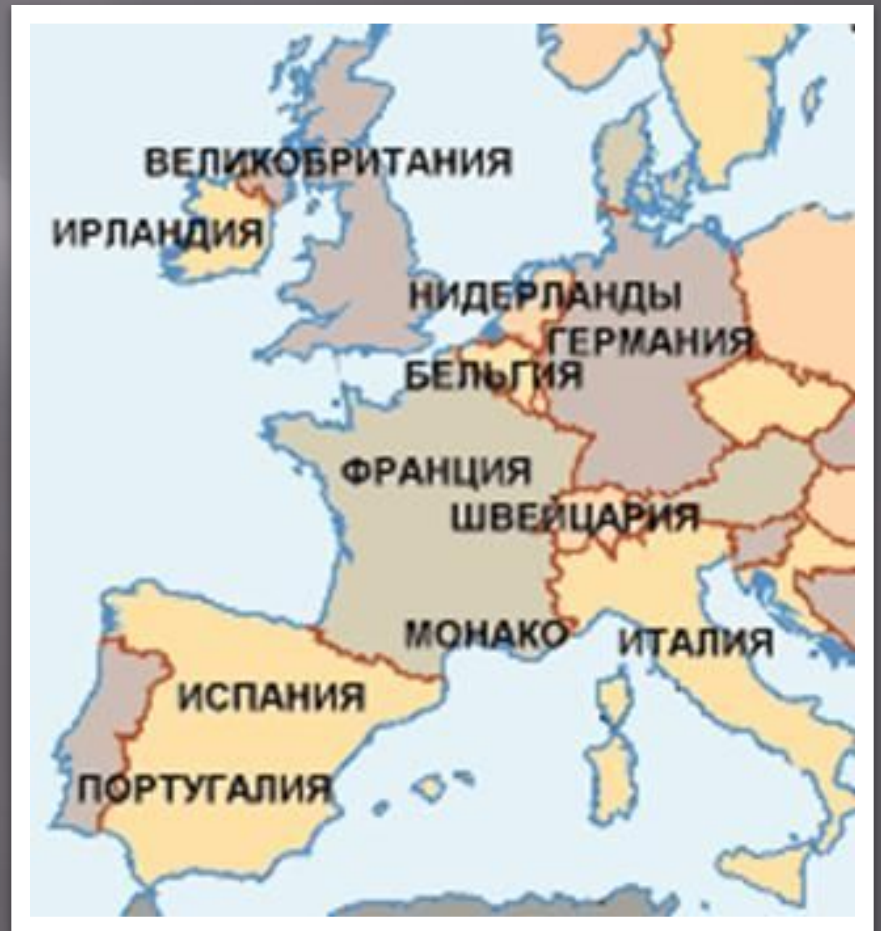 ВЕЛИКОБРИТАНИЯ
ИРЛАНДИЯ
НИДЕРЛАНДЫ
ГЕРМАНИЯ
БЕЛЬГИЯ
ФРАНЦИЯ
ШВЕЙЦАРИЯ
МОНАКО
ИТАЛИЯ
ИСПАНИЯ
ПОРТУГАЛИЯ